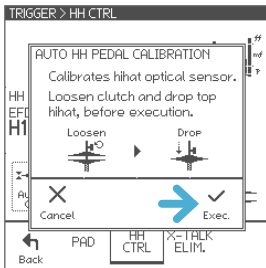 TRIGGER > HH CTRL
AUTO HH PEDAL CALIBRATION
Calibrates hihat optical sensor.
Loosen clutch and drop top
hihat, before execution.
HH
Loosen
Drop
Cancel
Exec.
Back
PAD
HH
CTRL
X-TALK
ELIM.